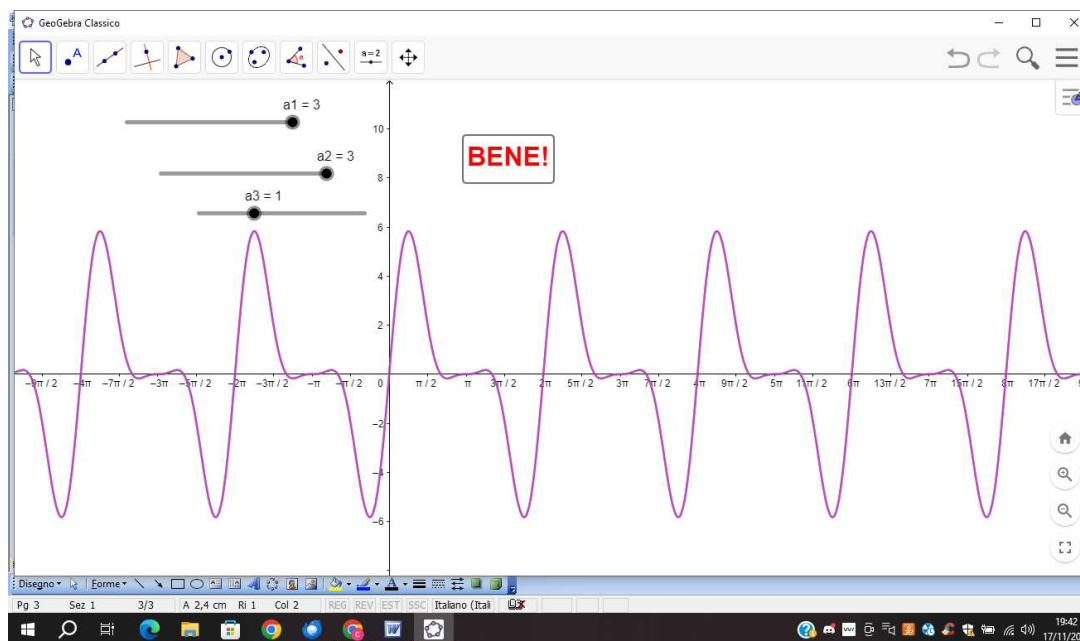 GeoGebra Classico
A
a=2
a1 = 3
a2 = 3
a3 = 1
BENE!
10
8
6
4
2
−2
−4
−6
−9π / 2
−4π
−7π / 2
−3π
−5π / 2
−2π
−3π / 2
−π
−π / 2
0
π / 2
π
3π / 2
2π
5π / 2
3π
7π / 2
4π
9π / 2
5π
11π / 2
6π
13π / 2
7π
15π / 2
8π
17π / 2
Disegno
Forme
A
Pg 3 Sez 1 3/3 A 2,4 cm Ri 1 Col 2 REG REV EST SSC Italiano (Itali
19:42
17/11/20